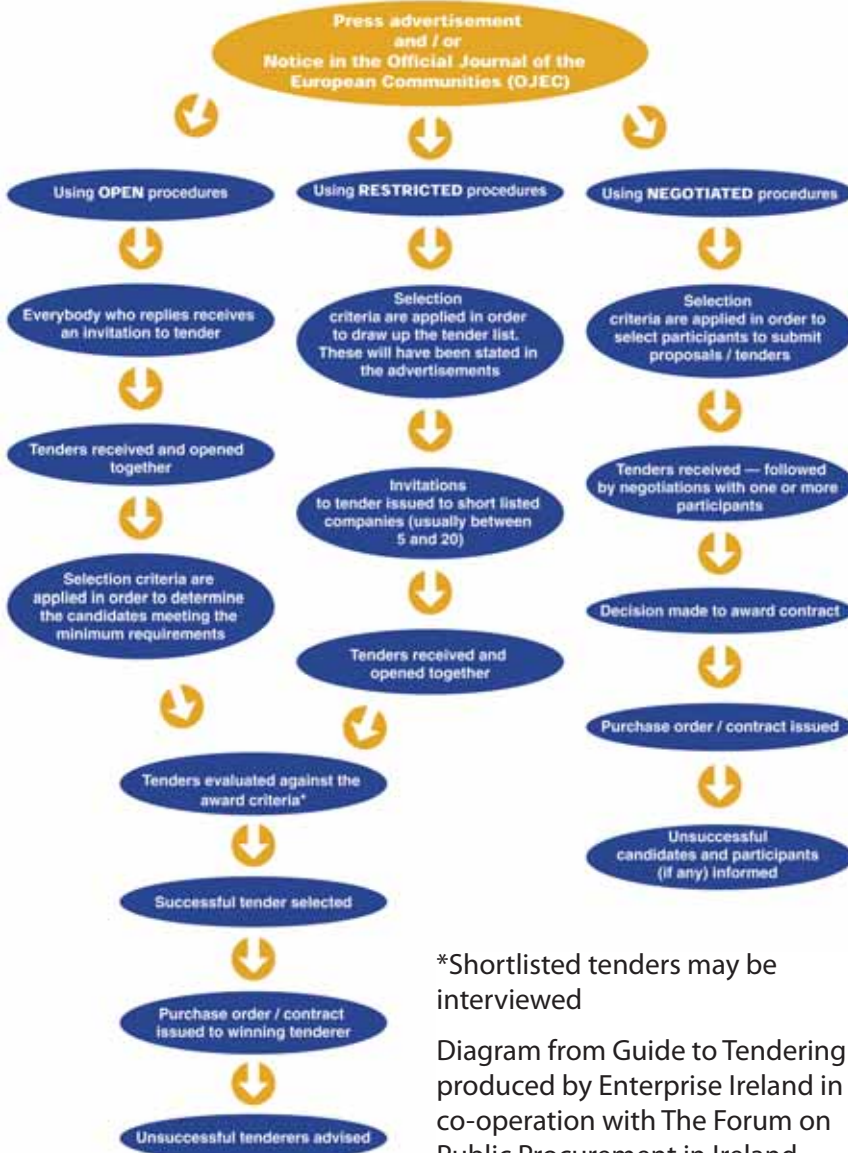 Press advertisement
and / or
Notice in the Official Journal of the
European Communities (OJEC)
Using OPEN procedures
Everybody who replies receives
an invitation to tender
Tenders received and opened
together
Selection criteria are
applied in order to determine
the candidates meeting the
minimum requirements
Using RESTRICTED procedures
Selection
criteria are applied in order
to draw up the tender list.
These will have been stated in
the advertisements
Invitations
to tender issued to short listed
companies (usually between
5 and 20)
Tenders received and
opened together
Tenders evaluated against the
award criteria*
Successful tender selected
Purchase order / contract
issued to winning tenderer
Unsuccessful tenderers advised
Using NEGOTIATED procedures
Selection
criteria are applied in order to
select participants to submit
proposals / tenders
Tenders received — followed
by negotiations with one or more
participants
Decision made to award contract
Purchase order / contract issued
Unsuccessful
candidates and participants
(if any) informed
*Shortlisted tenders may be
interviewed
Diagram from Guide to Tendering
produced by Enterprise Ireland in
co-operation with The Forum on
Public Procurement in Ireland